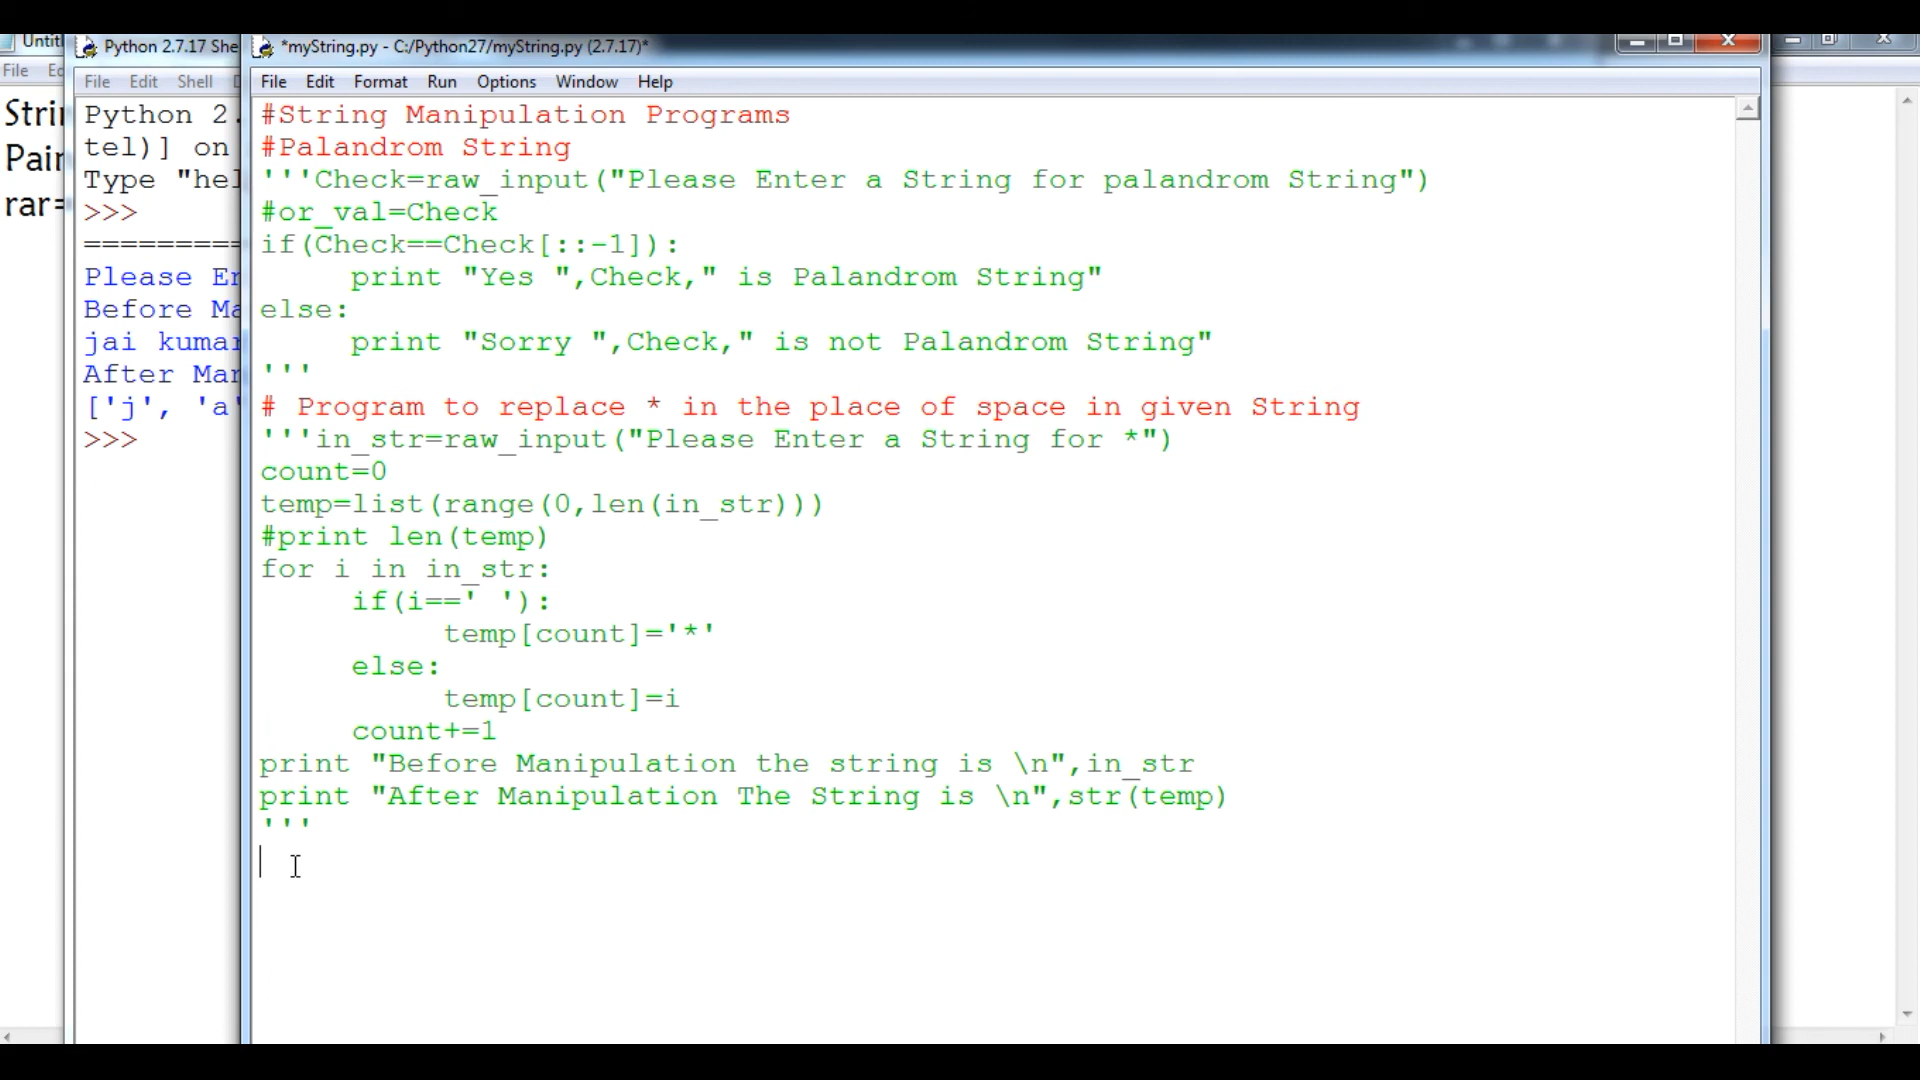 Python 2.7.17 She
*myString.py - C:/Python27/myString.py (2.7.17)*
File
File Edit Shell
File Edit Format Run Options Window Help
Python 2.
tel)] on
Type "hel
>>>
=========
Please En
Before Ma
jai kumar
After Man
['j', 'a'
>>>
rar=
#String Manipulation Programs
#Palandrom String
'''Check=raw_input("Please Enter a String for palandrom String")
#or_val=Check
if(Check==Check[::-1]):
print "Yes ",Check," is Palandrom String"
else:
print "Sorry ",Check," is not Palandrom String"
'''
# Program to replace * in the place of space in given String
'''in_str=raw_input("Please Enter a String for *")
count=0
temp=list(range(0,len(in_str)))
#print len(temp)
for i in in_str:
if(i==' '):
temp[count]='*'
else:
temp[count]=i
count+=1
print "Before Manipulation the string is \n",in_str
print "After Manipulation The String is \n",str(temp)
'''